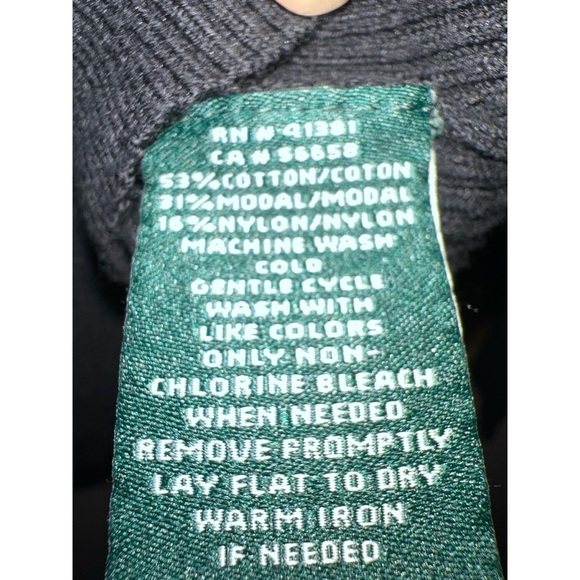 RN # 41381
CA # 56658
53%COTTON/COTON
31%MODAL/MODAL
16%NYLON/NYLON
MACHINE WASH
COLD
GENTLE CYCLE
WASH WITH
LIKE COLORS
ONLY NON-
CHLORINE BLEACH
WHEN NEEDED
REMOVE PROMPTLY
LAY FLAT TO DRY
WARM IRON
IF NEEDED